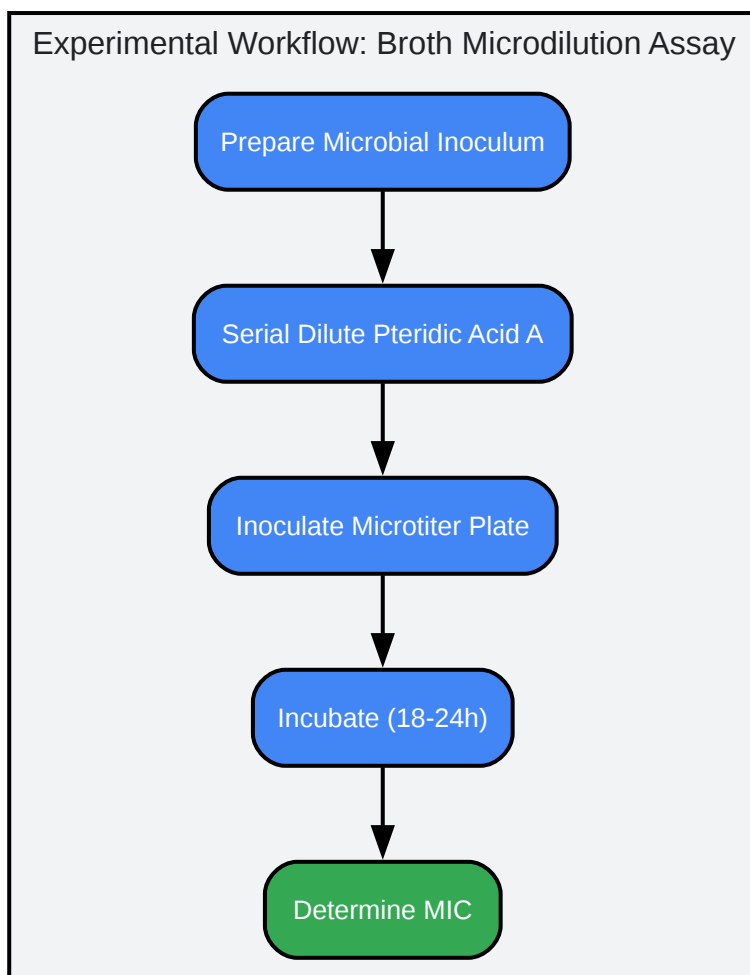 Experimental Workflow: Broth Microdilution Assay
Prepare Microbial Inoculum
Serial Dilute Pteridic Acid A
Inoculate Microtiter Plate
Incubate (18-24h)
Determine MIC